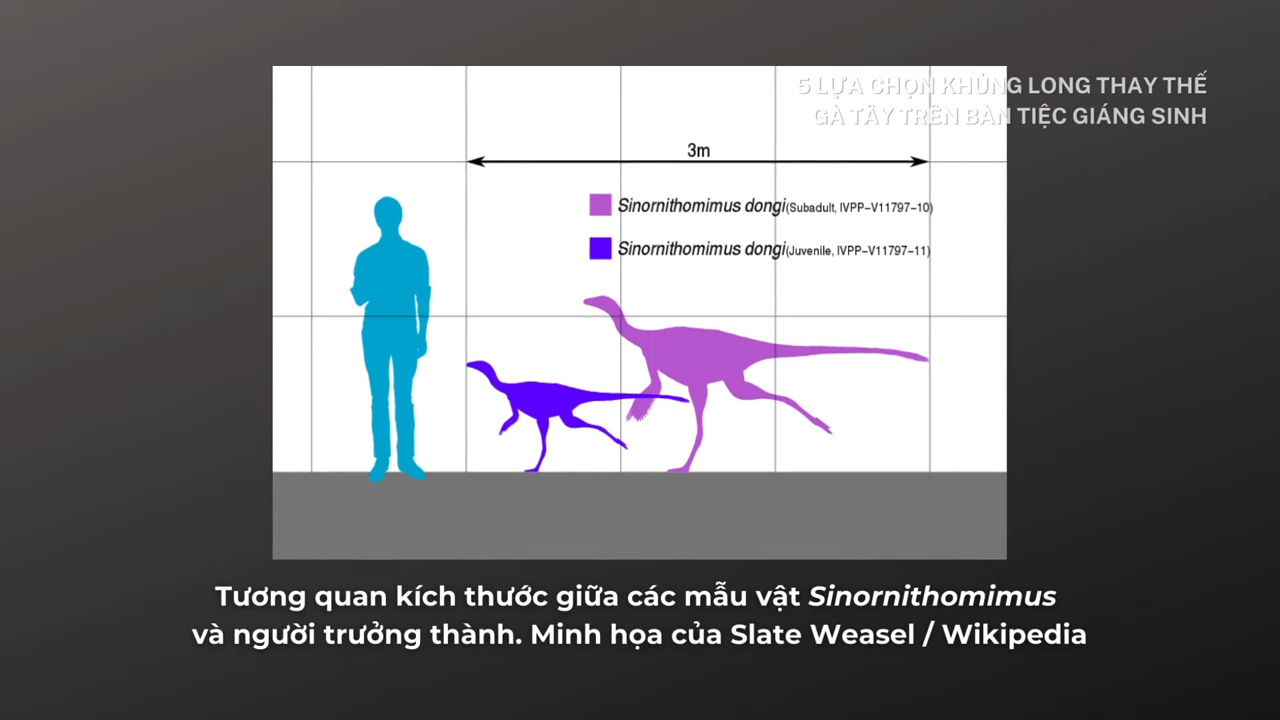 5 LỰA CHỌN KHỦNG LONG THAY THẾ
GÀ TÂY TRÊN BÀN TIỆC GIÁNG SINH
3m
Sinornithomimus dongi(Subadult, IVPP–V11797–10)
Sinornithomimus dongi(Juvenile, IVPP–V11797–11)
Tương quan kích thước giữa các mẫu vật Sinornithomimus
và người trưởng thành. Minh họa của Slate Weasel / Wikipedia